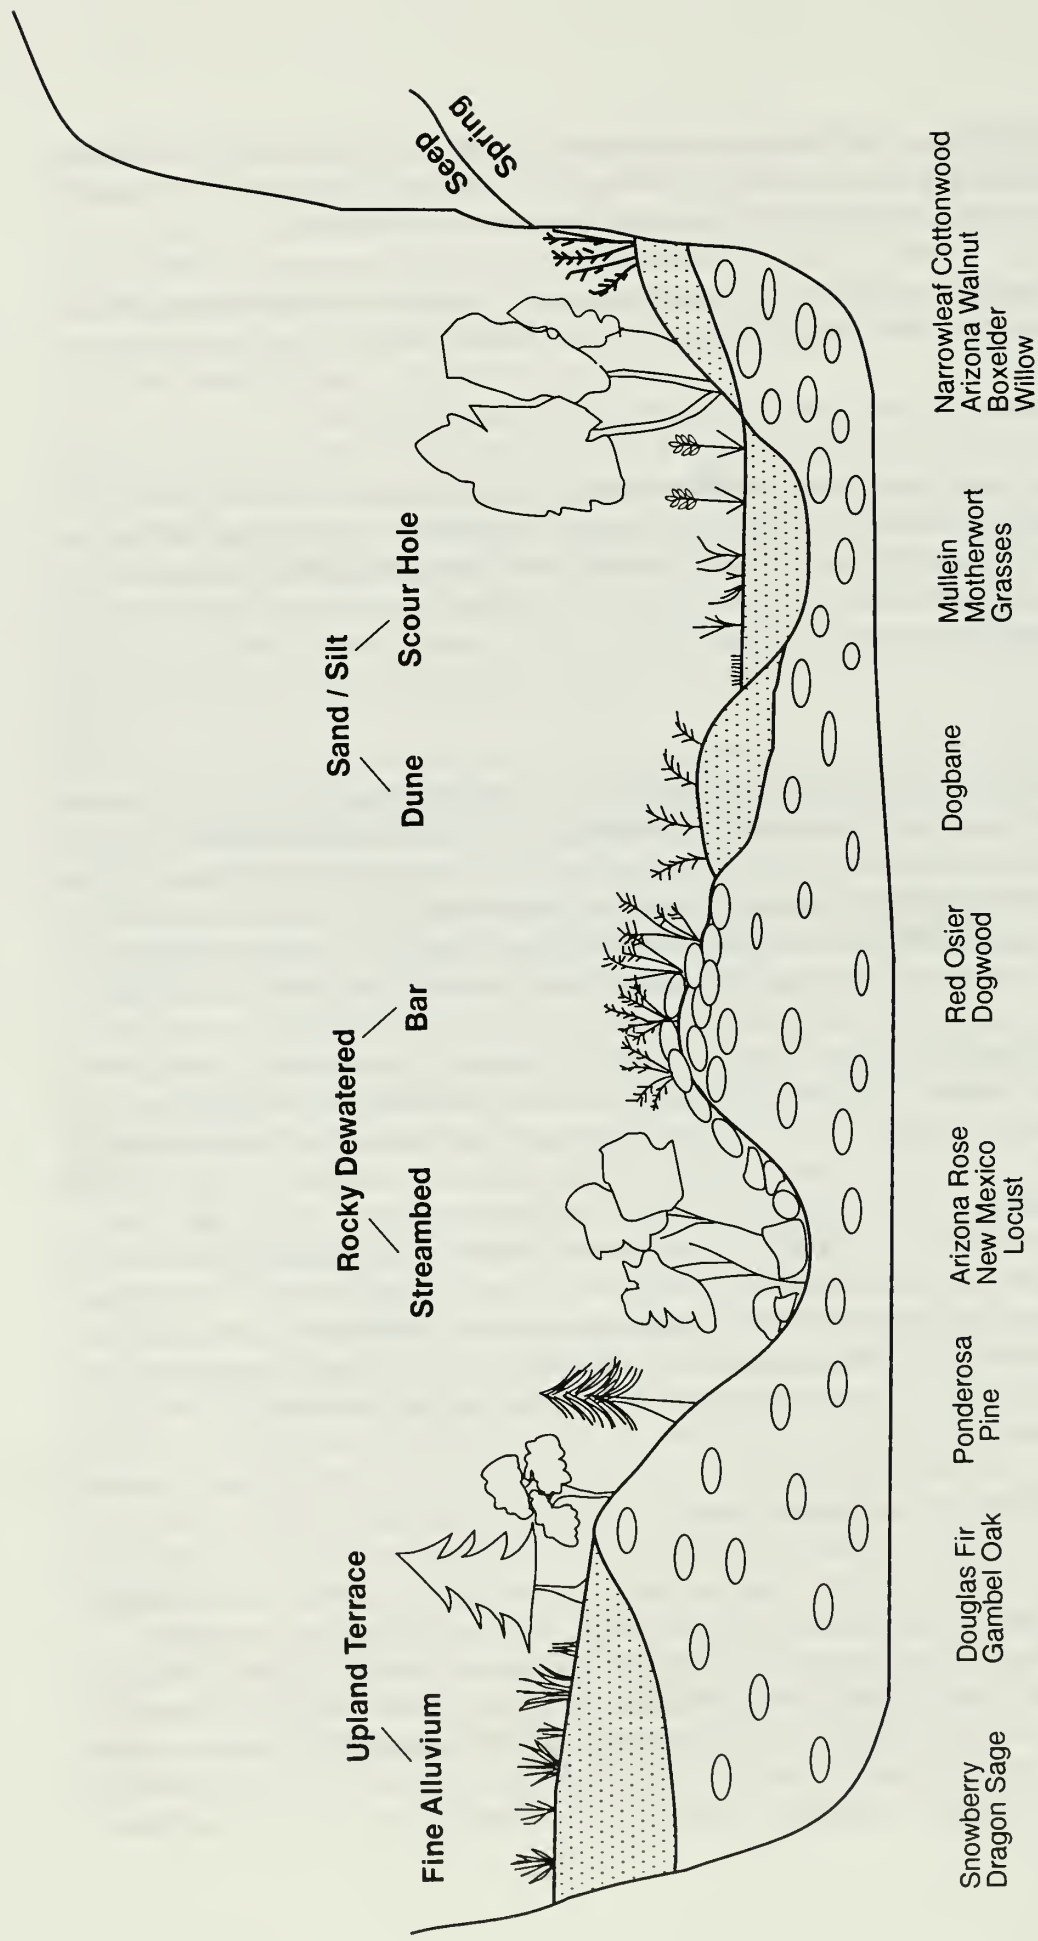 Upland Terrace
Fine Alluvium
Rocky Dewatered
Streambed
Bar
Sand / Silt
Dune
Scour Hole
Seep
Spring
Snowberry
Dragon Sage
Douglas Fir
Gambel Oak
Ponderosa
Pine
Arizona Rose
New Mexico
Locust
Red Osier
Dogwood
Dogbane
Mullein
Motherwort
Grasses
Narrowleaf Cottonwood
Arizona Walnut
Boxelder
Willow